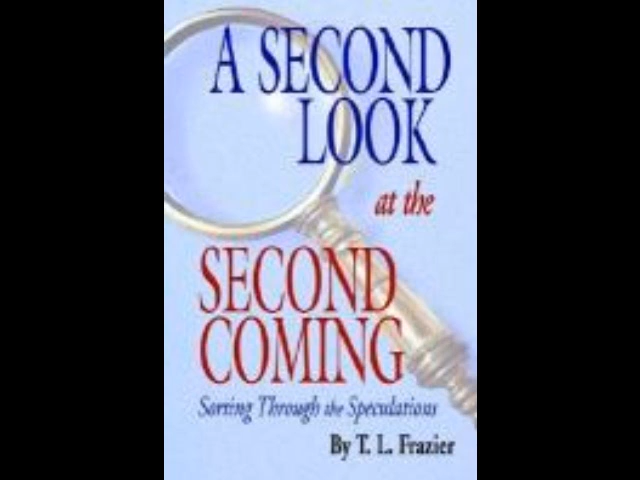 A SECOND
LOOK
at the
SECOND
COMING
Sorting Through the Speculations
By T. L. Frazier